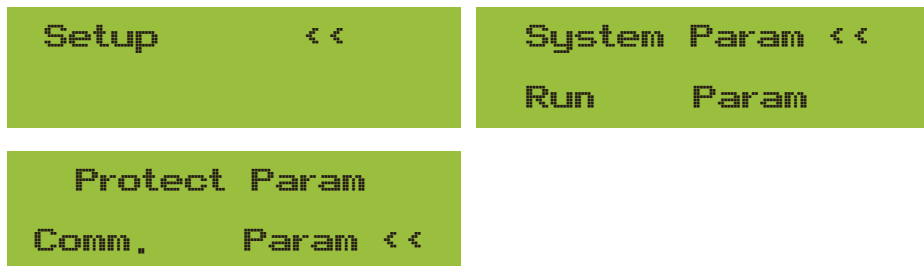 Setup <<
System Param <<
Run Param
Protect Param
Comm. Param <<